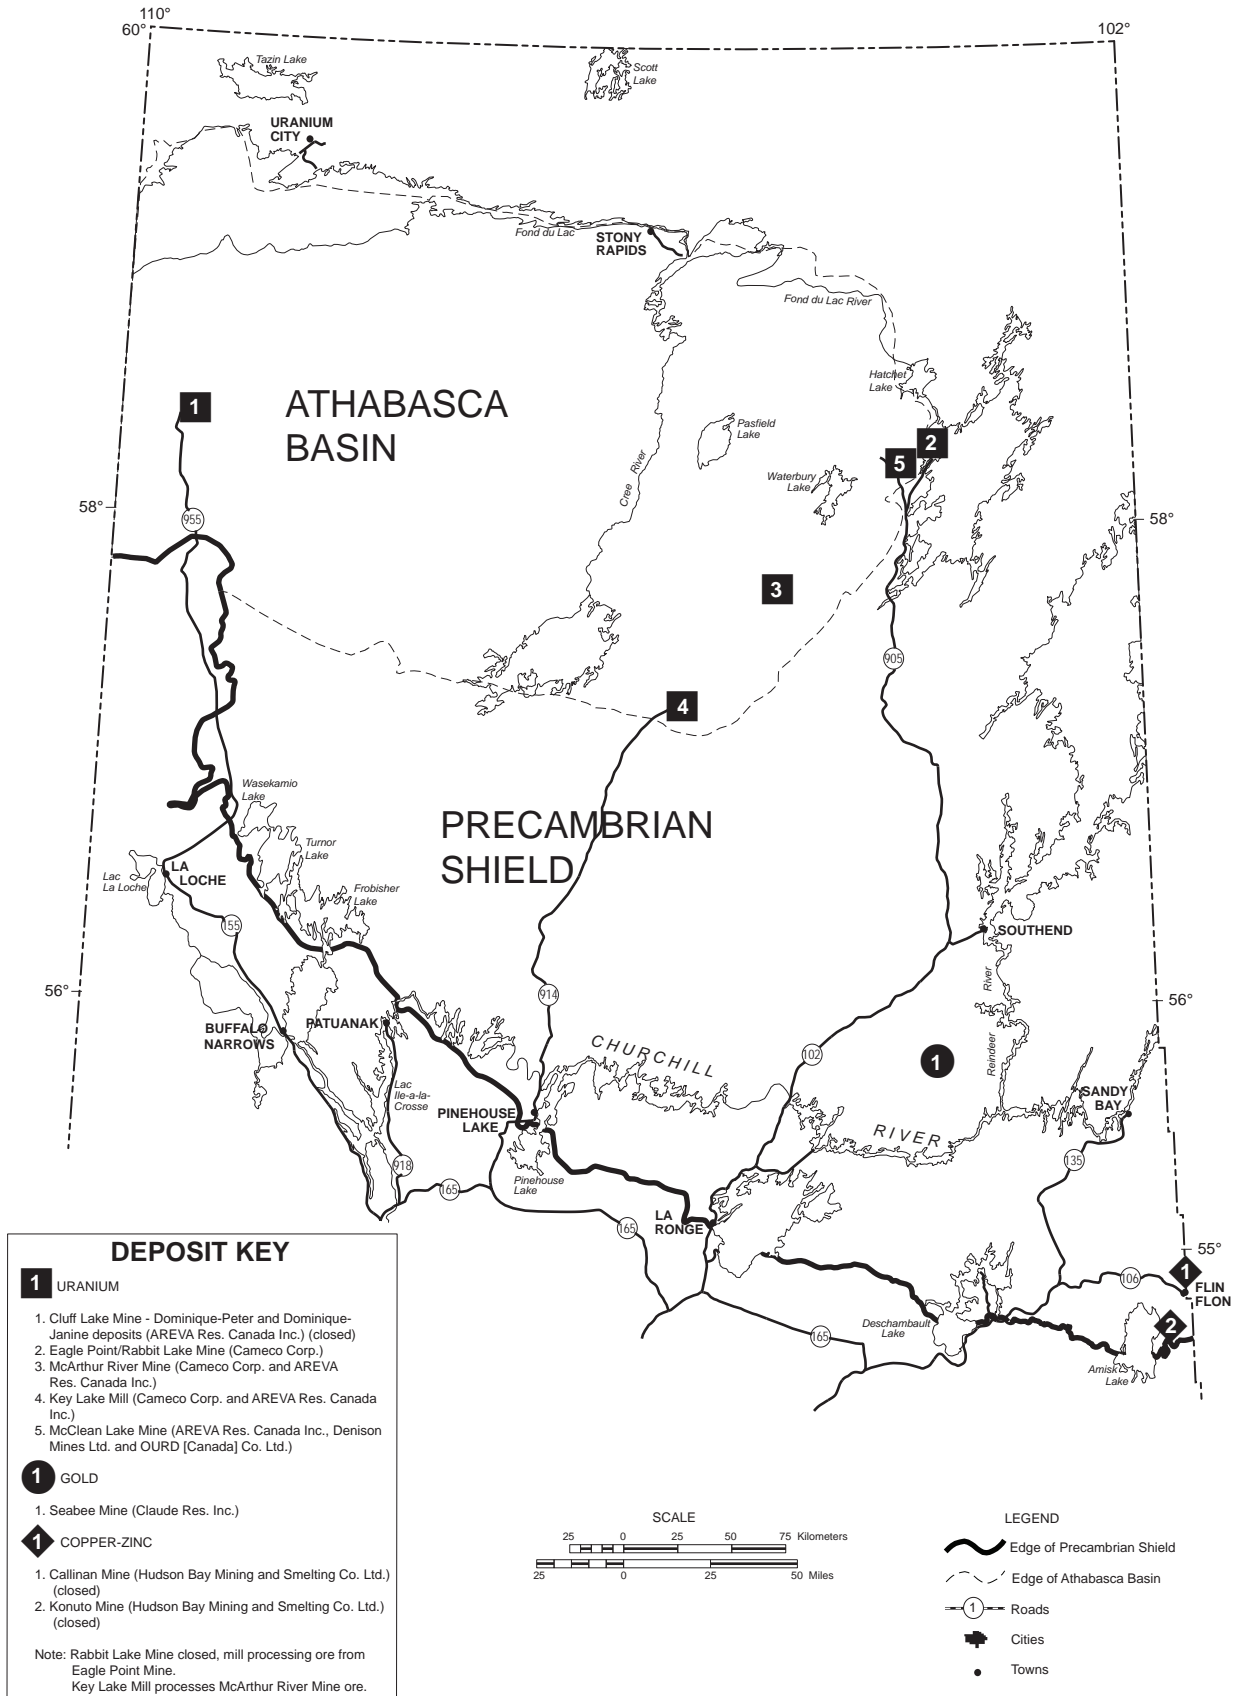 110°
60°
102°
Tazin Lake
Scott
Lake
URANIUM
CITY
Fond du Lac
STONY
RAPIDS
Fond du Lac River
Hatchet
Lake
1
ATHABASCA
BASIN
Pasfield
Lake
Cree River
Waterbury
Lake
2
5
58°
955
58°
3
905
4
Wasekamio
Lake
PRECAMBRIAN
SHIELD
Turnor
Lake
Lac
La Loche
LA
LOCHE
Frobisher
Lake
155
SOUTHEND
56°
914
56°
BUFFALO
NARROWS
PATUANAK
CHURCHILL
102
1
Reindeer River
Lac
Ile-a-la-
Crosse
PINEHOUSE
LAKE
RIVER
SANDY
BAY
918
135
Pinehouse
Lake
165
LA
RONGE
165
55°
1
106
FLIN
FLON
2
Deschambault
Lake
165
Amisk
Lake
DEPOSIT KEY
1 URANIUM
1. Cluff Lake Mine - Dominique-Peter and Dominique-
Janine deposits (AREVA Res. Canada Inc.) (closed)
2. Eagle Point/Rabbit Lake Mine (Cameco Corp.)
3. McArthur River Mine (Cameco Corp. and AREVA
Res. Canada Inc.)
4. Key Lake Mill (Cameco Corp. and AREVA Res. Canada
Inc.)
5. McClean Lake Mine (AREVA Res. Canada Inc., Denison
Mines Ltd. and OURD [Canada] Co. Ltd.)
1 GOLD
1. Seabee Mine (Claude Res. Inc.)
1 COPPER-ZINC
1. Callinan Mine (Hudson Bay Mining and Smelting Co. Ltd.)
(closed)
2. Konuto Mine (Hudson Bay Mining and Smelting Co. Ltd.)
(closed)
Note: Rabbit Lake Mine closed, mill processing ore from
Eagle Point Mine.
Key Lake Mill processes McArthur River Mine ore.
SCALE
25 0 25 50 75 Kilometers
25 0 25 50 Miles
LEGEND
Edge of Precambrian Shield
Edge of Athabasca Basin
1 Roads
Cities
Towns